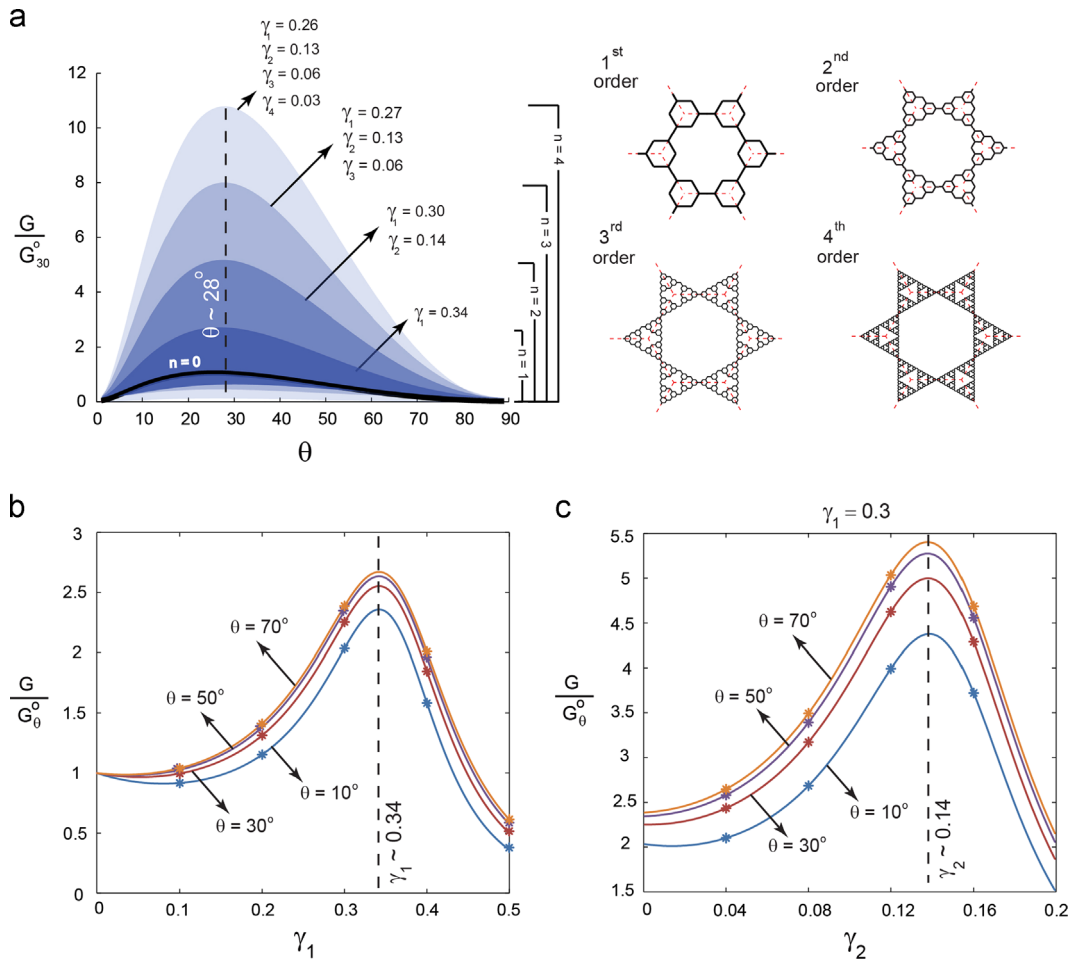 a
γ1 = 0.26
γ2 = 0.13
γ3 = 0.06
γ4 = 0.03
γ1 = 0.27
γ2 = 0.13
γ3 = 0.06
γ1 = 0.30
γ2 = 0.14
γ1 = 0.34
12
10
8
6
4
2
0
G
G30°
θ ~ 28°
n = 0
n = 1
n = 2
n = 3
n = 4
0 10 20 30 40 50 60 70 80 90
θ
1st
order
2nd
order
3rd
order
4th
order
b
3
2.5
2
1.5
1
0.5
0
G
Gθ°
θ = 70°
θ = 50°
θ = 10°
θ = 30°
γ1 ~ 0.34
0 0.1 0.2 0.3 0.4 0.5
γ1
c
γ1 = 0.3
5.5
5
4.5
4
3.5
3
2.5
2
1.5
G
Gθ°
θ = 70°
θ = 50°
θ = 10°
θ = 30°
γ2 ~ 0.14
0 0.04 0.08 0.12 0.16 0.2
γ2